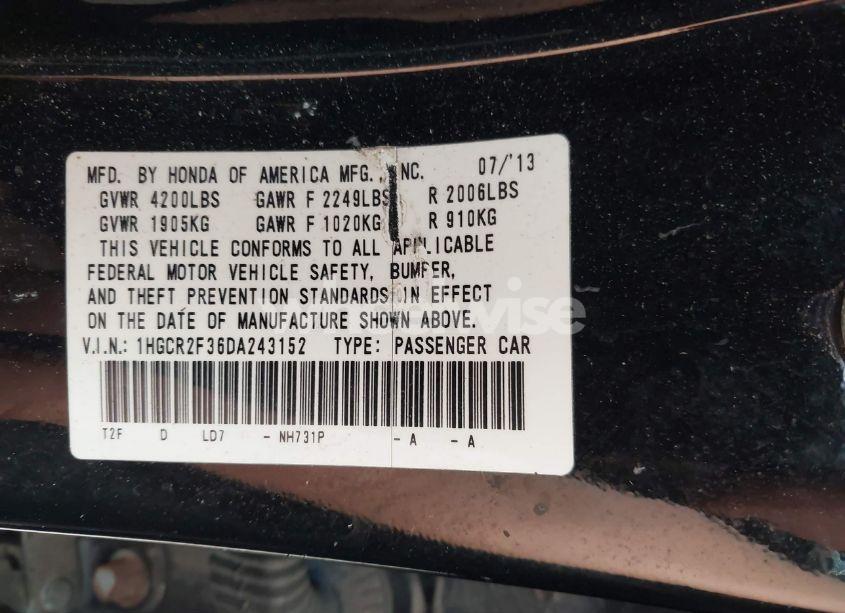 MFD. BY HONDA OF AMERICA MFG., INC. 07/'13
GVWR 4200LBS GAWR F 2249LBS R 2006LBS
GVWR 1905KG GAWR F 1020KG R 910KG
THIS VEHICLE CONFORMS TO ALL APPLICABLE
FEDERAL MOTOR VEHICLE SAFETY, BUMPER,
AND THEFT PREVENTION STANDARDS IN EFFECT
ON THE DATE OF MANUFACTURE SHOWN ABOVE.
V.I.N.: 1HGCR2F36DA243152 TYPE: PASSENGER CAR
T2F D LD7 - NH731P - A - A